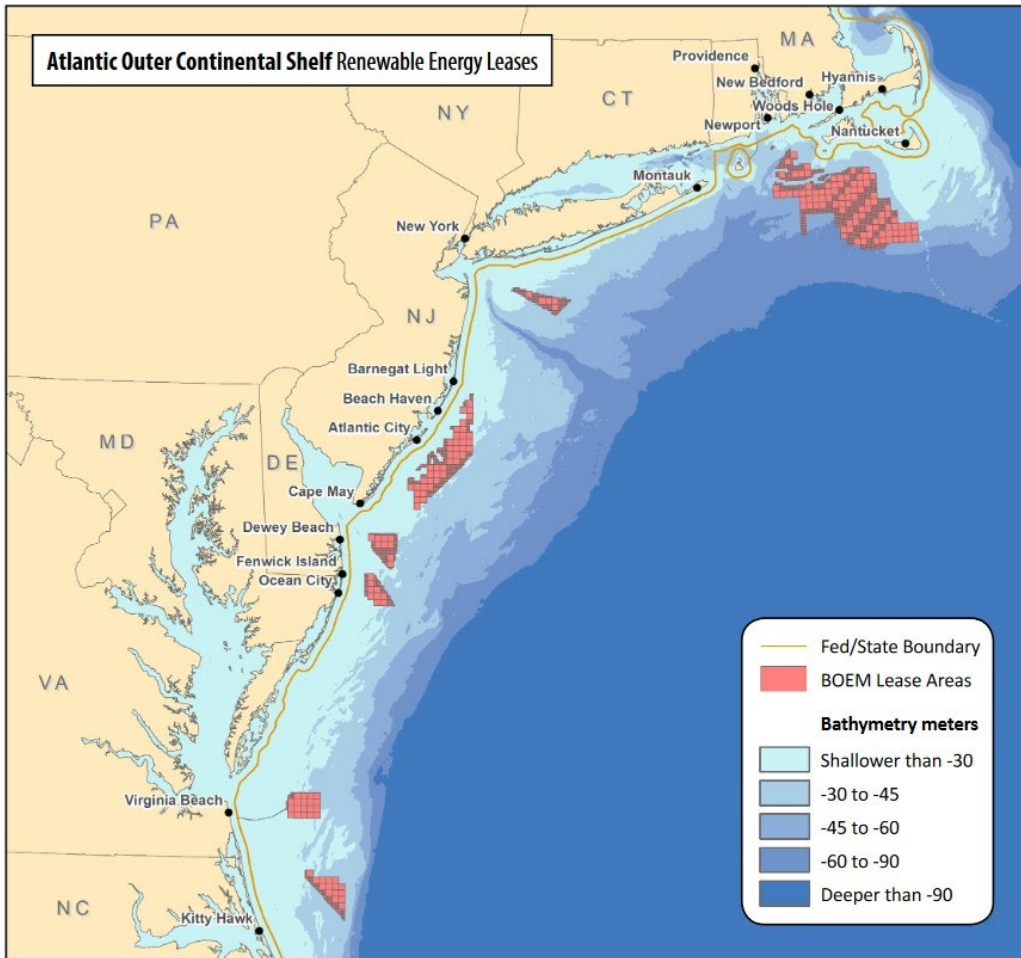 Atlantic Outer Continental Shelf Renewable Energy Leases
MA
Providence
New Bedford
Hyannis
CT
Woods Hole
NY
Newport
Nantucket
Montauk
PA
New York
NJ
Barnegat Light
Beach Haven
Atlantic City
MD
DE
Cape May
Dewey Beach
Fenwick Island
Ocean City
VA
Virginia Beach
NC
Kitty Hawk
Fed/State Boundary
BOEM Lease Areas
Bathymetry meters
Shallower than -30
-30 to -45
-45 to -60
-60 to -90
Deeper than -90